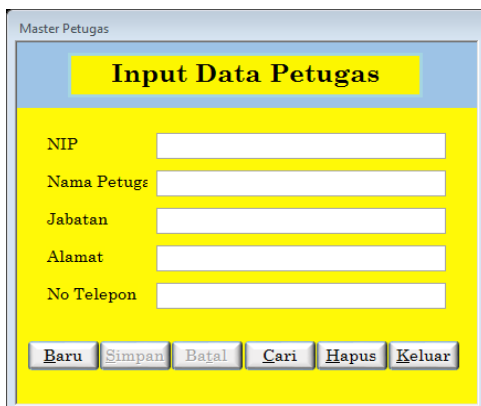 Master Petugas
Input Data Petugas
NIP
Nama Petuga
Jabatan
Alamat
No Telepon
Baru Simpan Batal Cari Hapus Keluar